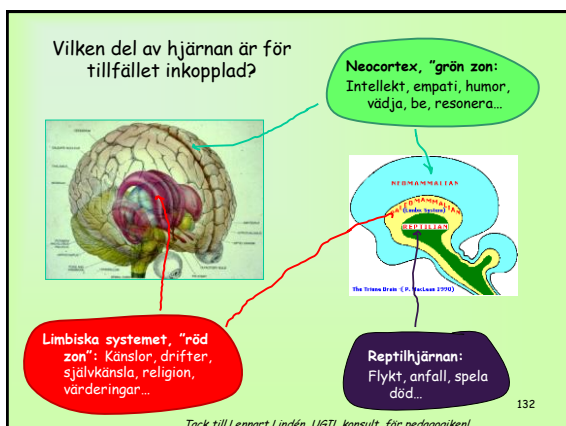 Vilken del av hjärnan är för
tillfället inkopplad?
Neocortex, "grön zon:
Intellekt, empati, humor,
vädja, be, resonera…
NEOMAMMALIAN
PALEOMAMMALIAN
(Limbic System)
REPTILIAN
The Triune Brain (P. MacLean 1990)
Limbiska systemet, "röd
zon": Känslor, drifter,
självkänsla, religion,
värderingar…
Reptilhjärnan:
Flykt, anfall, spela
död…
132
Tack till Lennart Lindén, UGIL konsult, för pedagogiken!